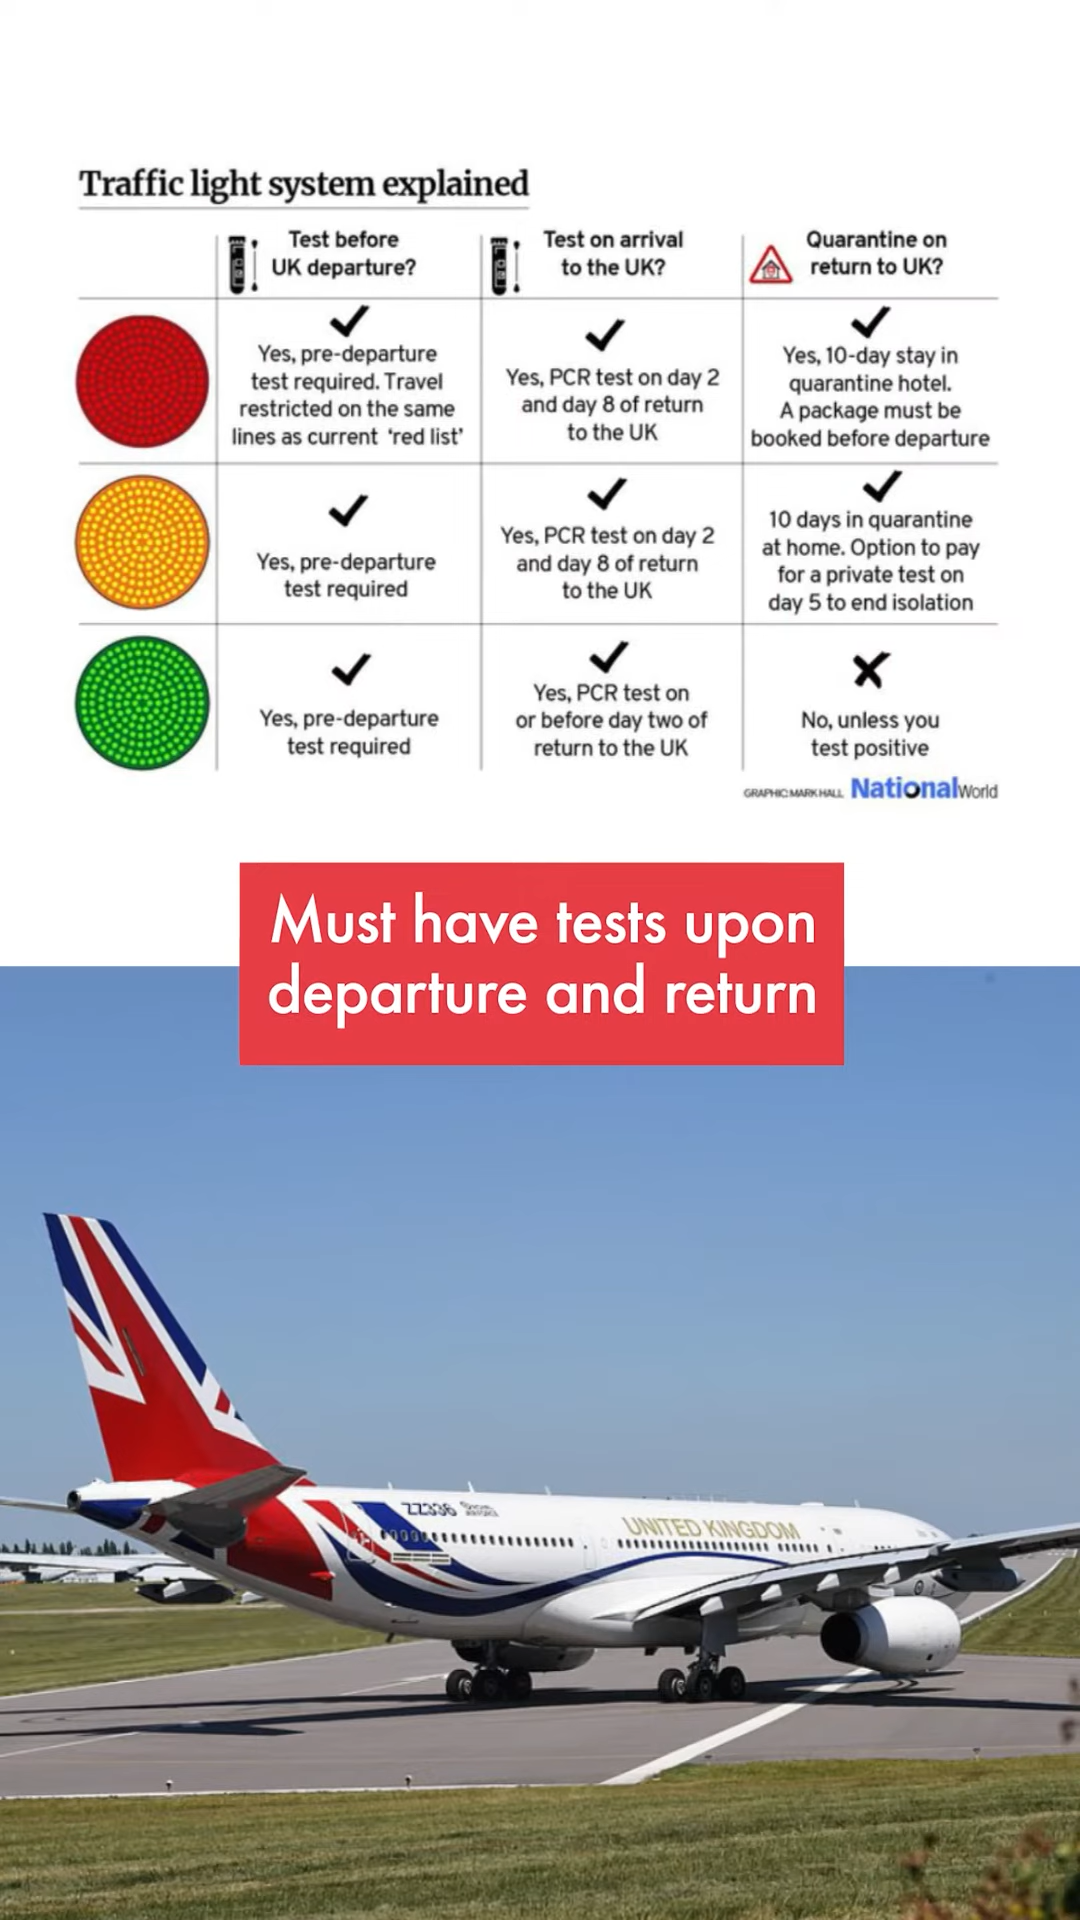 Traffic light system explained
Test before
UK departure?
Test on arrival
to the UK?
Quarantine on
return to UK?
Yes, pre-departure
test required. Travel
restricted on the same
lines as current 'red list'
Yes, PCR test on day 2
and day 8 of return
to the UK
Yes, 10-day stay in
quarantine hotel.
A package must be
booked before departure
Yes, pre-departure
test required
Yes, PCR test on day 2
and day 8 of return
to the UK
10 days in quarantine
at home. Option to pay
for a private test on
day 5 to end isolation
Yes, pre-departure
test required
Yes, PCR test on
or before day two of
return to the UK
No, unless you
test positive
GRAPHIC MARK HALL NationalWorld
Must have tests upon
departure and return
ZZ336
UNITED KINGDOM